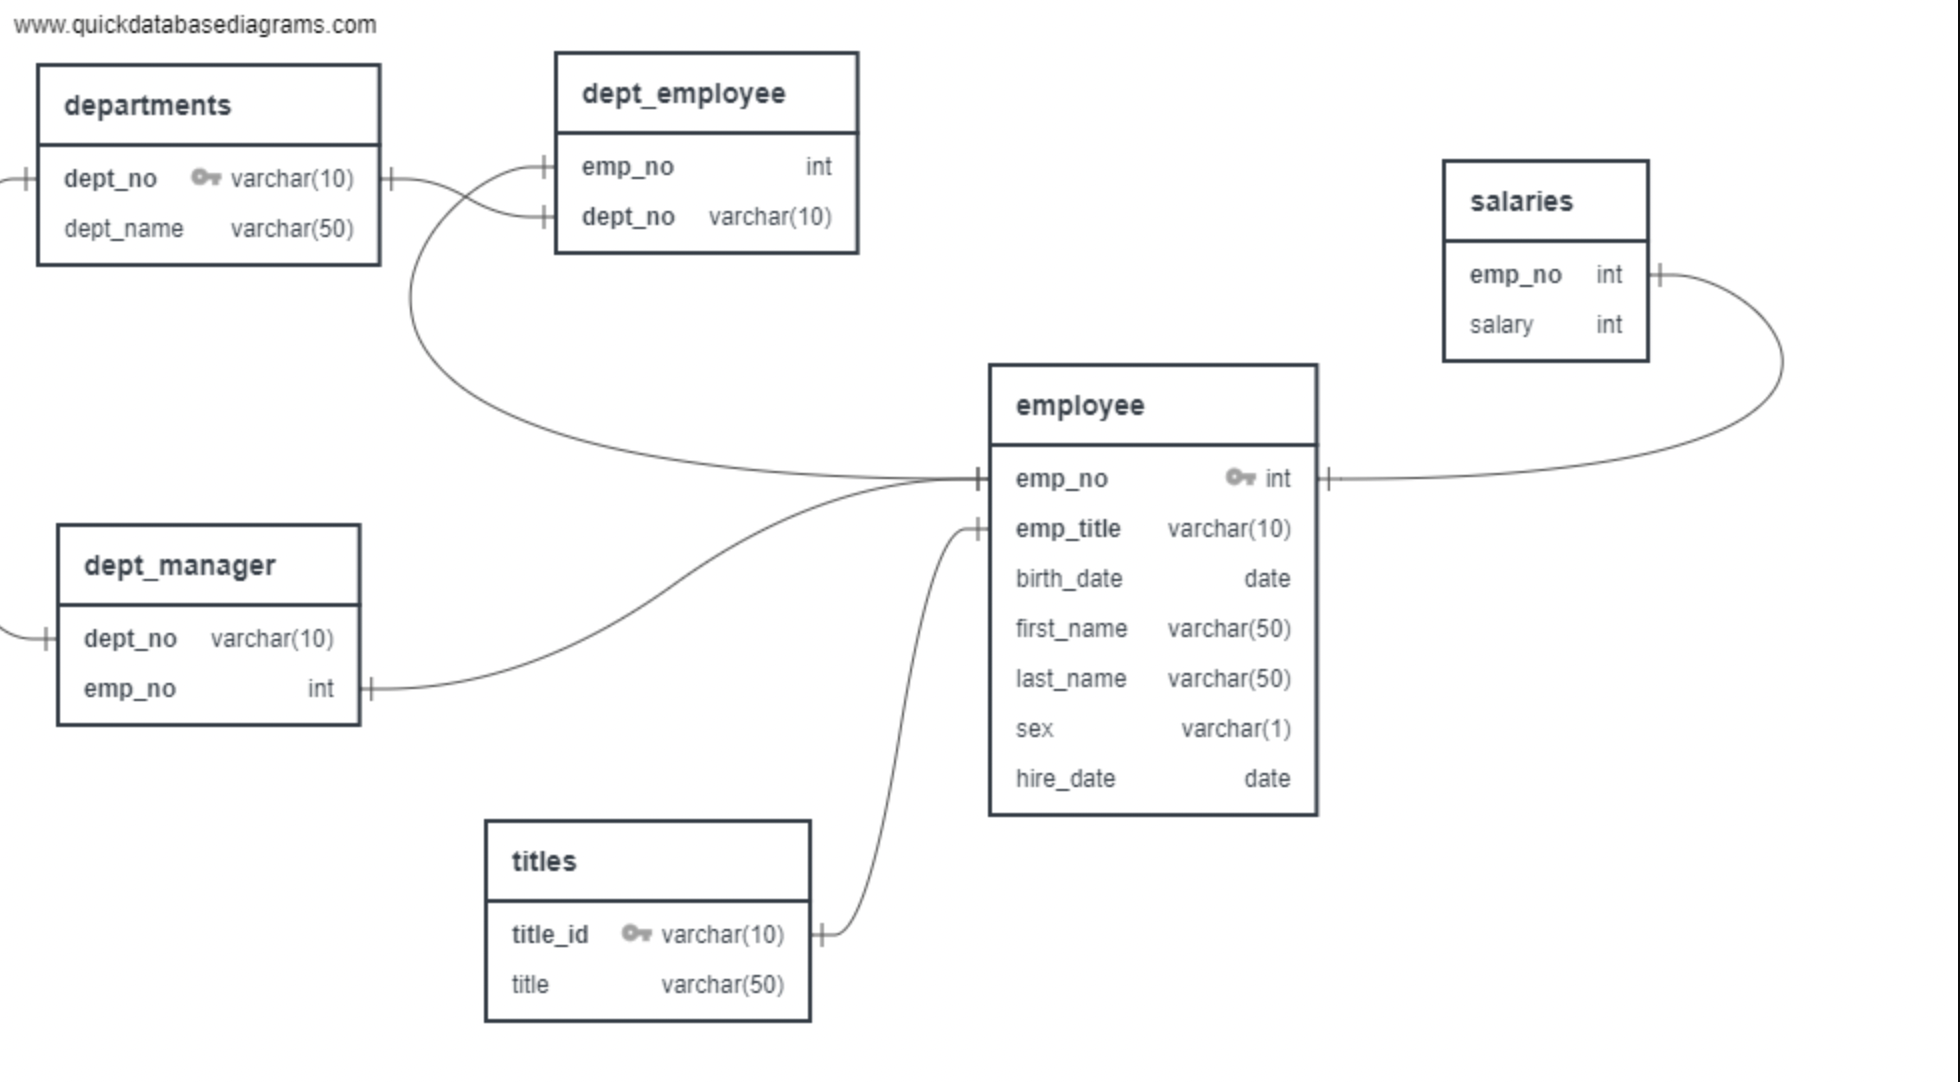 www.quickdatabasediagrams.com
departments
dept_no varchar(10)
dept_name varchar(50)
dept_employee
emp_no int
dept_no varchar(10)
salaries
emp_no int
salary int
employee
emp_no int
emp_title varchar(10)
birth_date date
first_name varchar(50)
last_name varchar(50)
sex varchar(1)
hire_date date
dept_manager
dept_no varchar(10)
emp_no int
titles
title_id varchar(10)
title varchar(50)